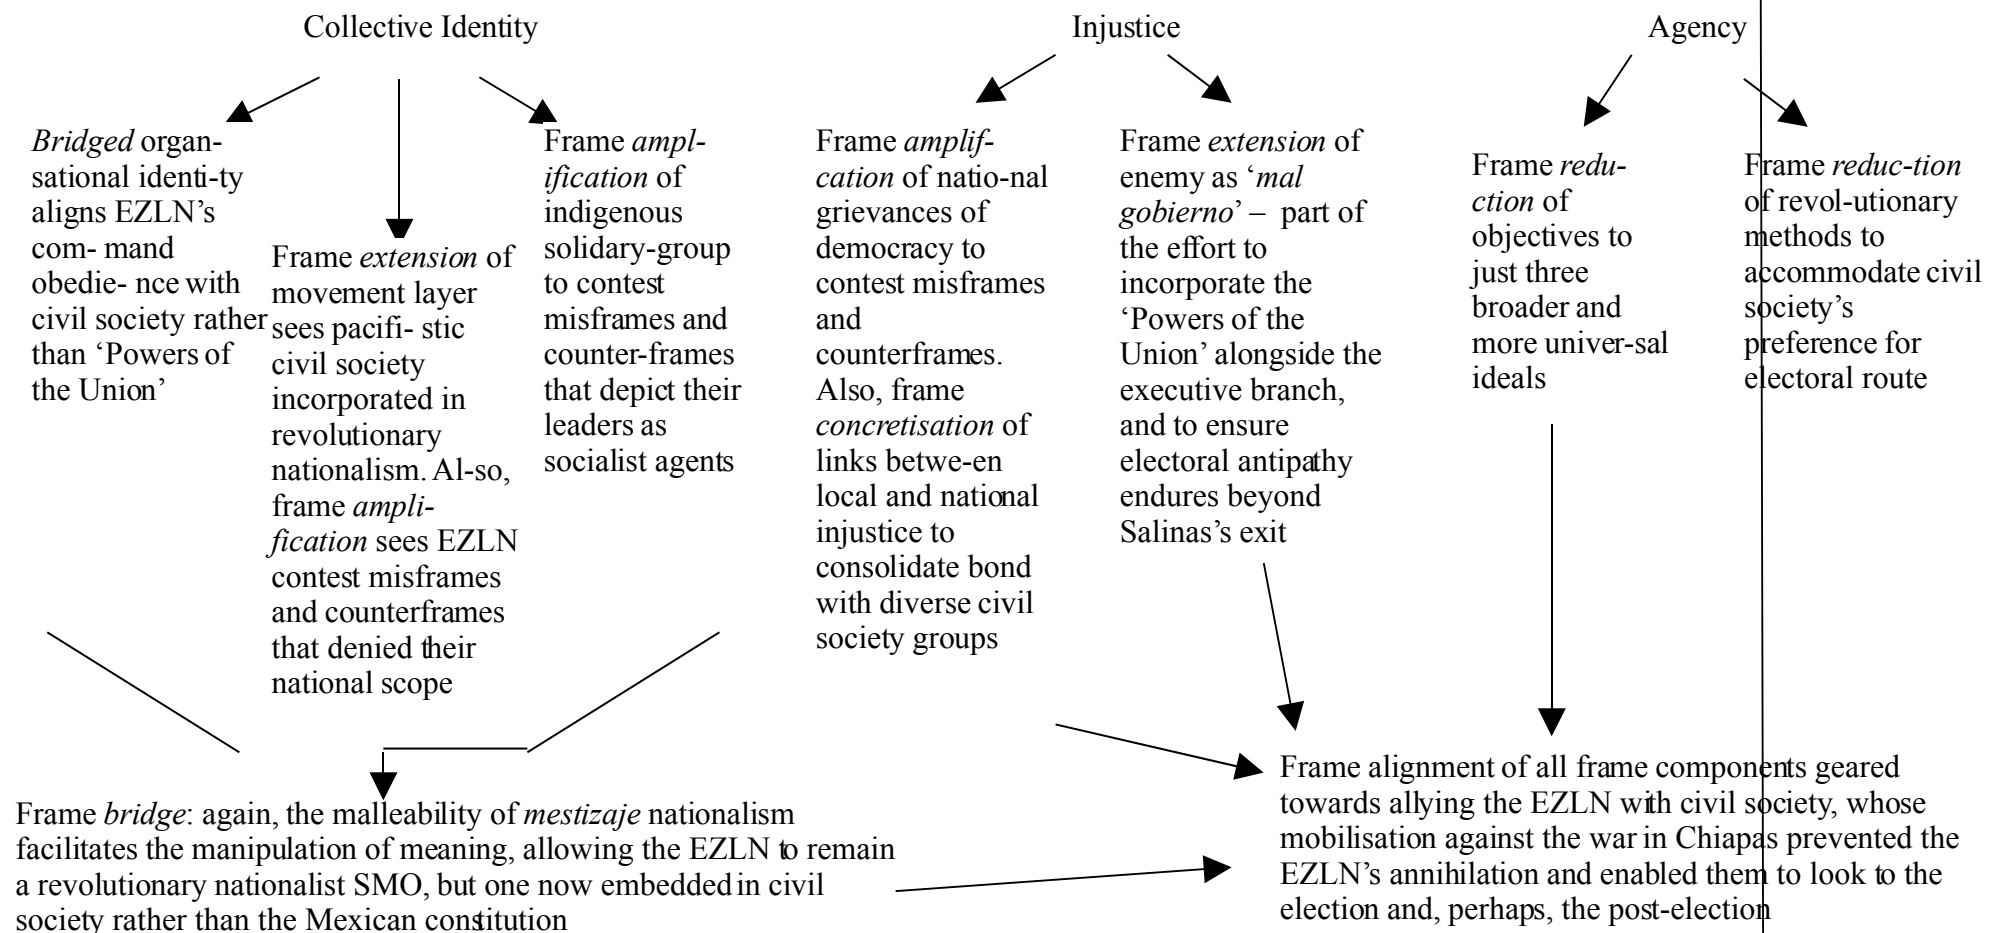 Collective Identity
Injustice
Agency
Bridged organ-
sational identi-ty
aligns EZLN’s
com- mand
obedie- nce with
civil society rather
than ‘Powers of
the Union’
Frame extension of
movement layer
sees pacifi- stic
civil society
incorporated in
revolutionary
nationalism. Al-so,
frame ampli-
fication sees EZLN
contest misframes
and counterframes
that denied their
national scope
Frame ampl-
ification of
indigenous
solidary-group
to contest
misframes and
counter-frames
that depict their
leaders as
socialist agents
Frame amplif-
cation of natio-nal
grievances of
democracy to
contest misframes
and
counterframes.
Also, frame
concretisation of
links betwe-en
local and national
injustice to
consolidate bond
with diverse civil
society groups
Frame extension of
enemy as ‘mal
gobierno’ – part of
the effort to
incorporate the
‘Powers of the
Union’ alongside the
executive branch,
and to ensure
electoral antipathy
endures beyond
Salinas’s exit
Frame redu-
ction of
objectives to
just three
broader and
more univer-sal
ideals
Frame reduc-tion
of revol-utionary
methods to
accommodate civil
society’s
preference for
electoral route
Frame bridge: again, the malleability of mestizaje nationalism
facilitates the manipulation of meaning, allowing the EZLN to remain
a revolutionary nationalist SMO, but one now embedded in civil
society rather than the Mexican constitution
Frame alignment of all frame components geared
towards allying the EZLN with civil society, whose
mobilisation against the war in Chiapas prevented the
EZLN’s annihilation and enabled them to look to the
election and, perhaps, the post-election